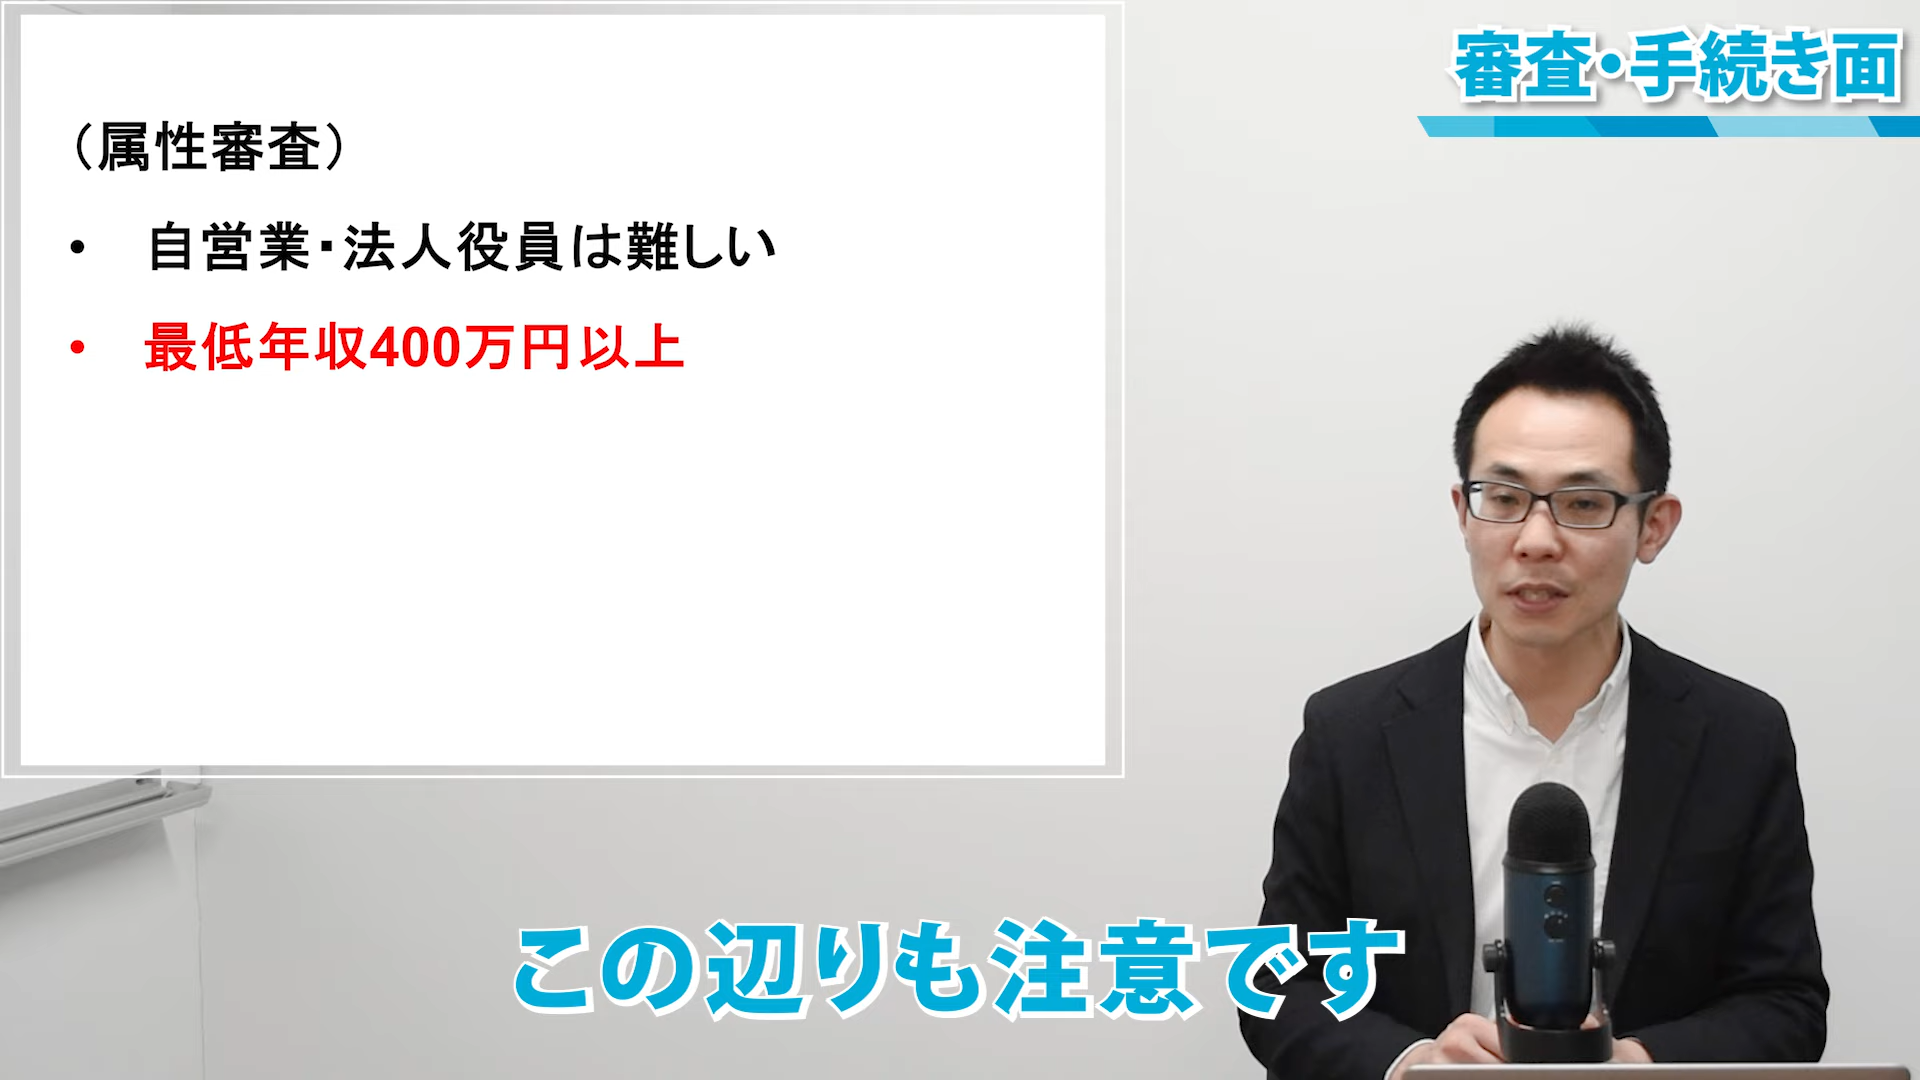 審査・手続き面
（属性審査）
• 自営業・法人役員は難しい
• 最低年収400万円以上
この辺りも注意です